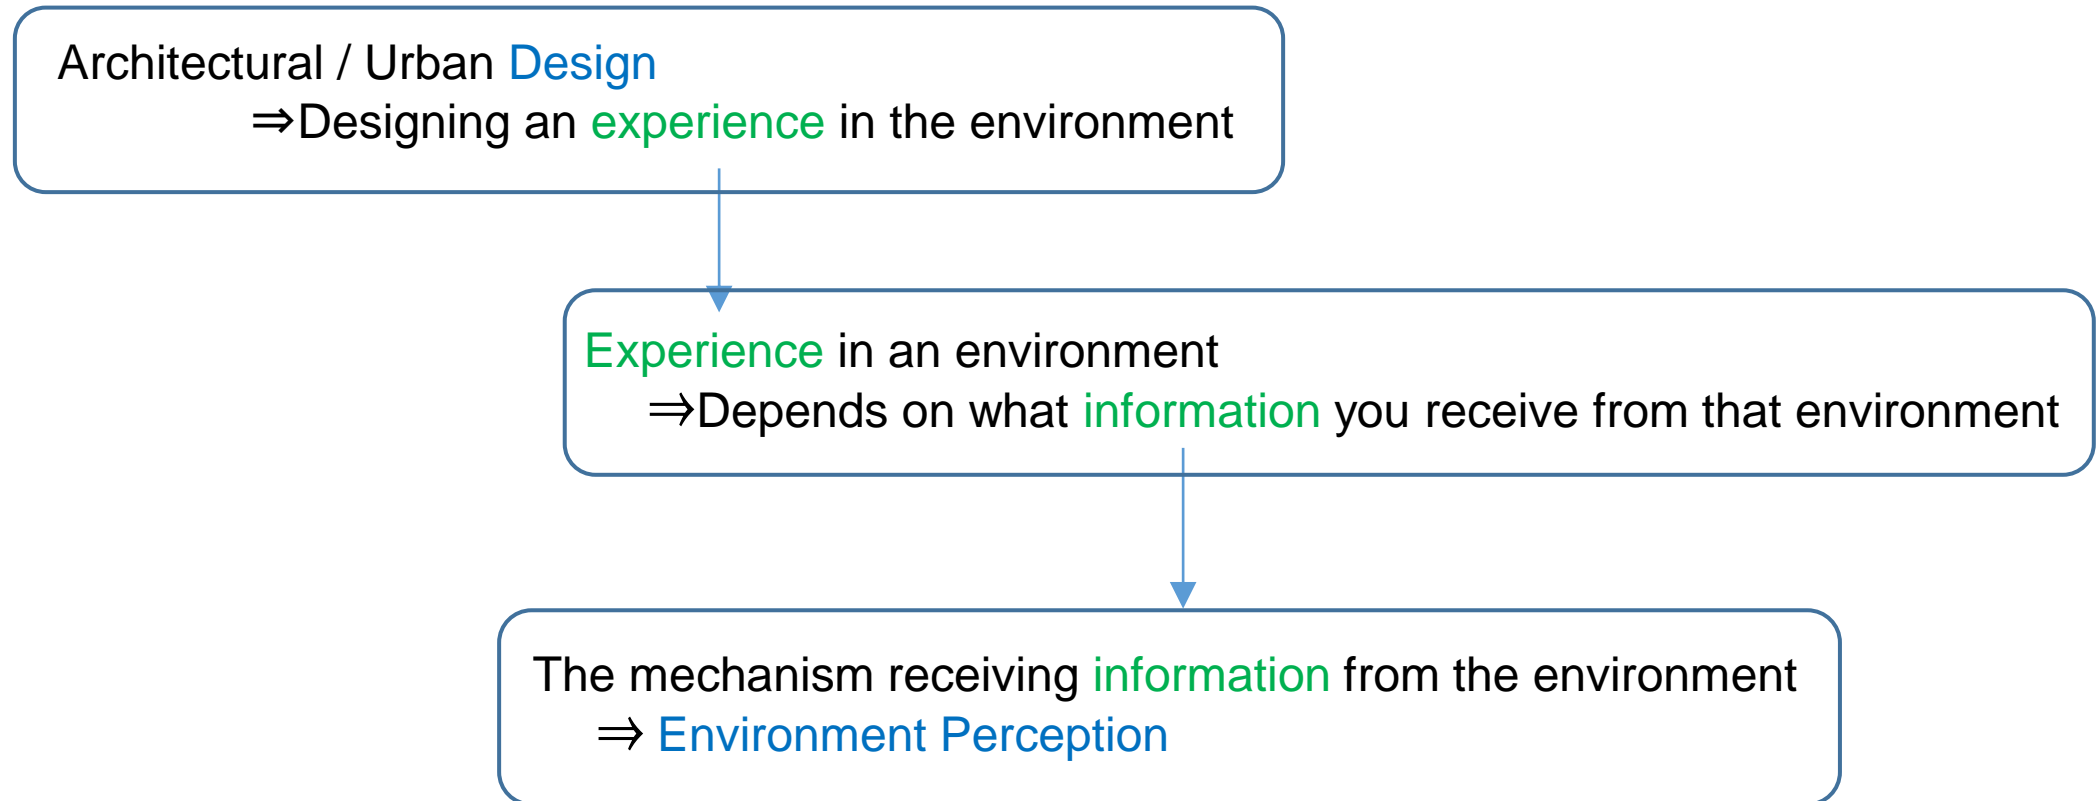 Architectural / Urban Design
⇒Designing an experience in the environment
Experience in an environment
⇒Depends on what information you receive from that environment
The mechanism receiving information from the environment
⇒ Environment Perception